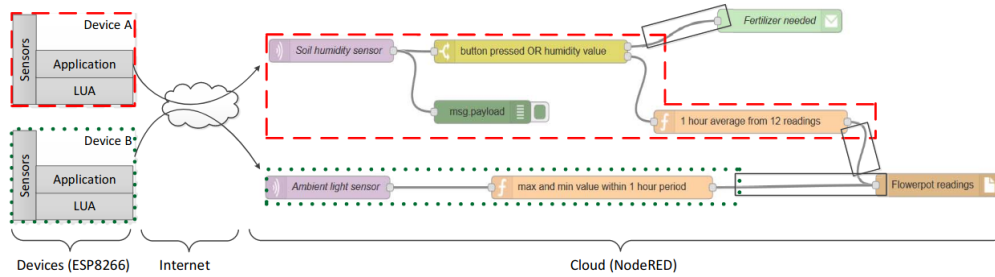 Device A
Sensors
Application
LUA
Device B
Sensors
Application
LUA
Soil humidity sensor
button pressed OR humidity value
Fertilizer needed
msg payload
f
1 hour average from 12 readings
Ambient light sensor
f
max and min value within 1 hour period
Flowerpot readings
Devices (ESP8266)
Internet
Cloud (NodeRED)